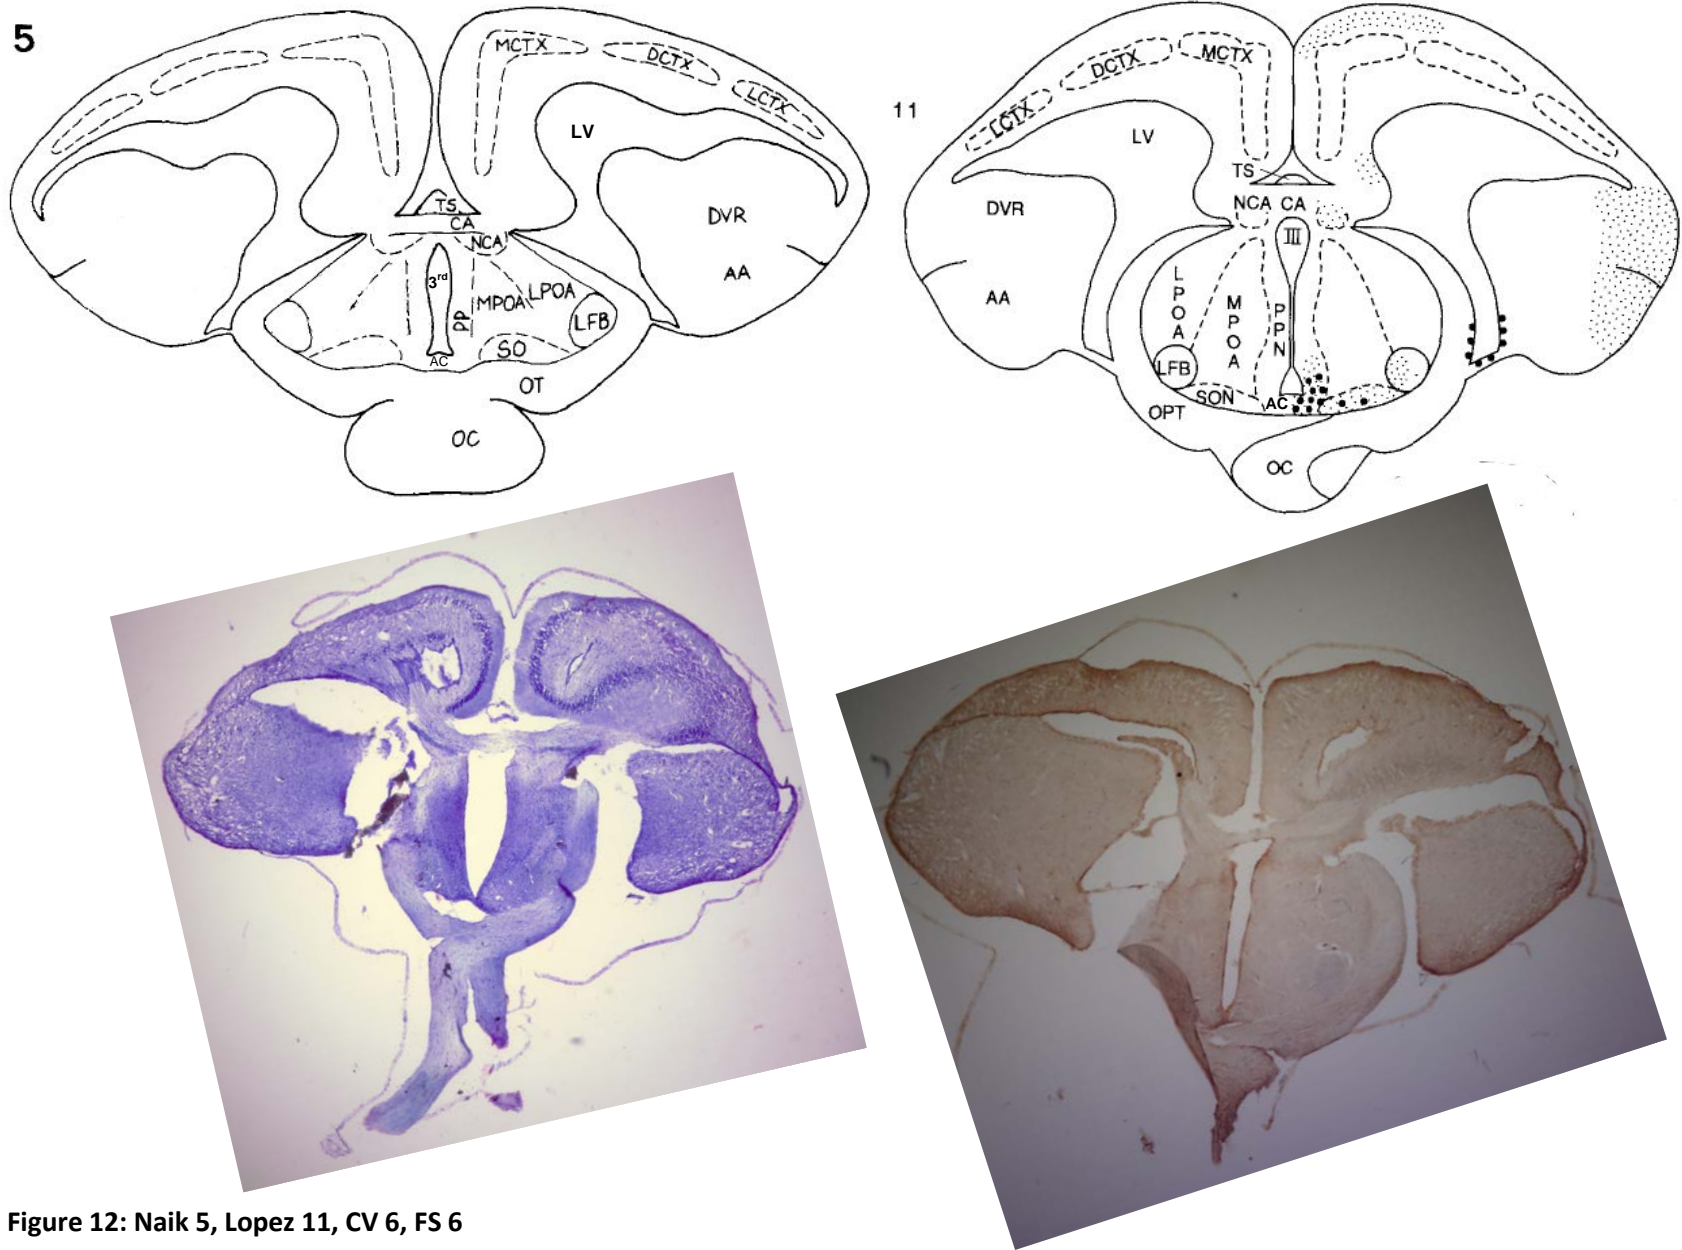 5
MCTX
DCTX
LCTX
LV
TS
CA
NCA
DVR
AA
3rd
PP
MPOA
LPOA
LFB
SO
AC
OT
OC
11
LCTX
DCTX
MCTX
LV
TS
NCA CA
III
DVR
AA
LPOA
MPOA
PPN
LFB
SON
AC
OPT
OC
Figure 12: Naik 5, Lopez 11, CV 6, FS 6